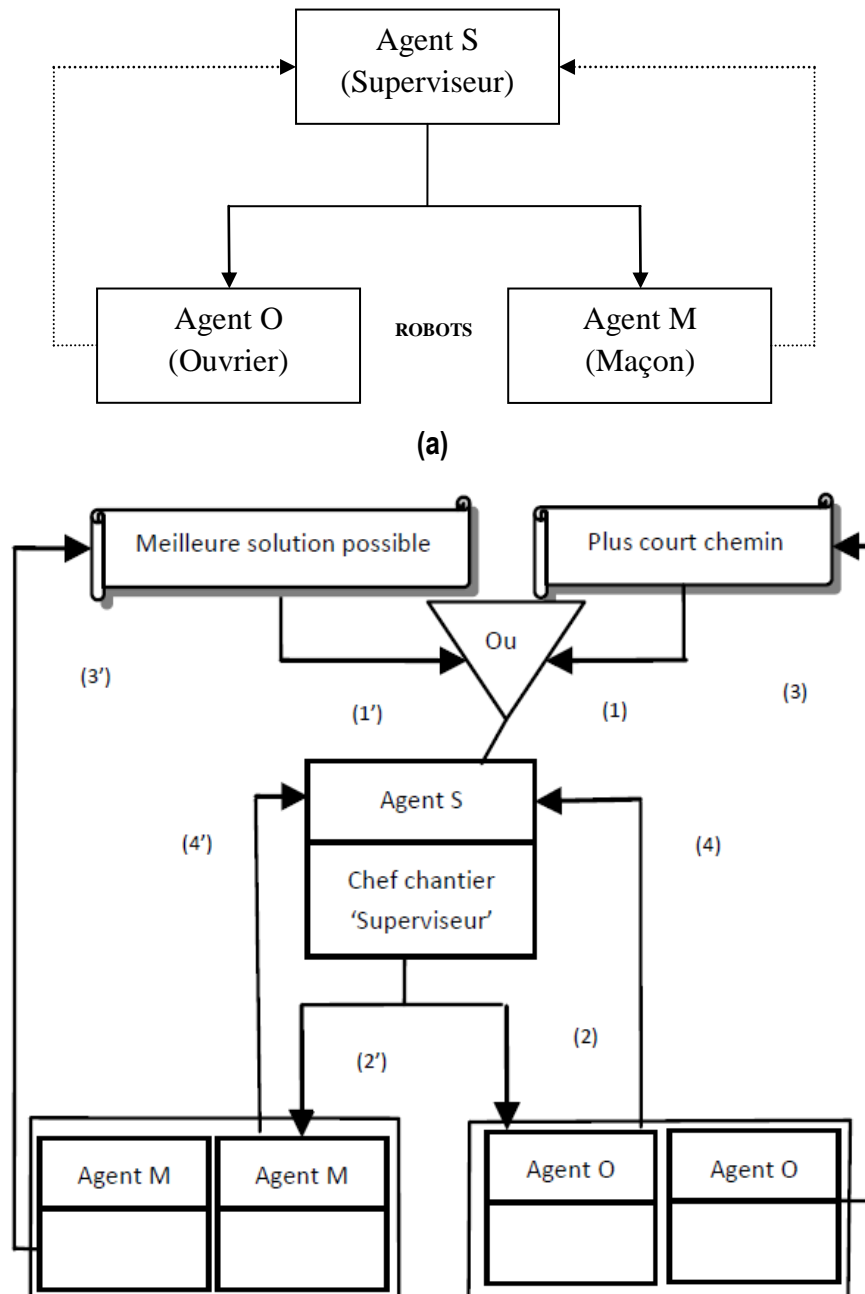 Agent S
(Superviseur)
Agent O
(Ouvrier)
ROBOTS
Agent M
(Maçon)
(a)
Meilleure solution possible
Plus court chemin
Ou
(3’)
(1’)
(1)
(3)
Agent S
(4’)
(4)
Chef chantier
‘Superviseur’
(2’)
(2)
Agent M
Agent M
Agent O
Agent O